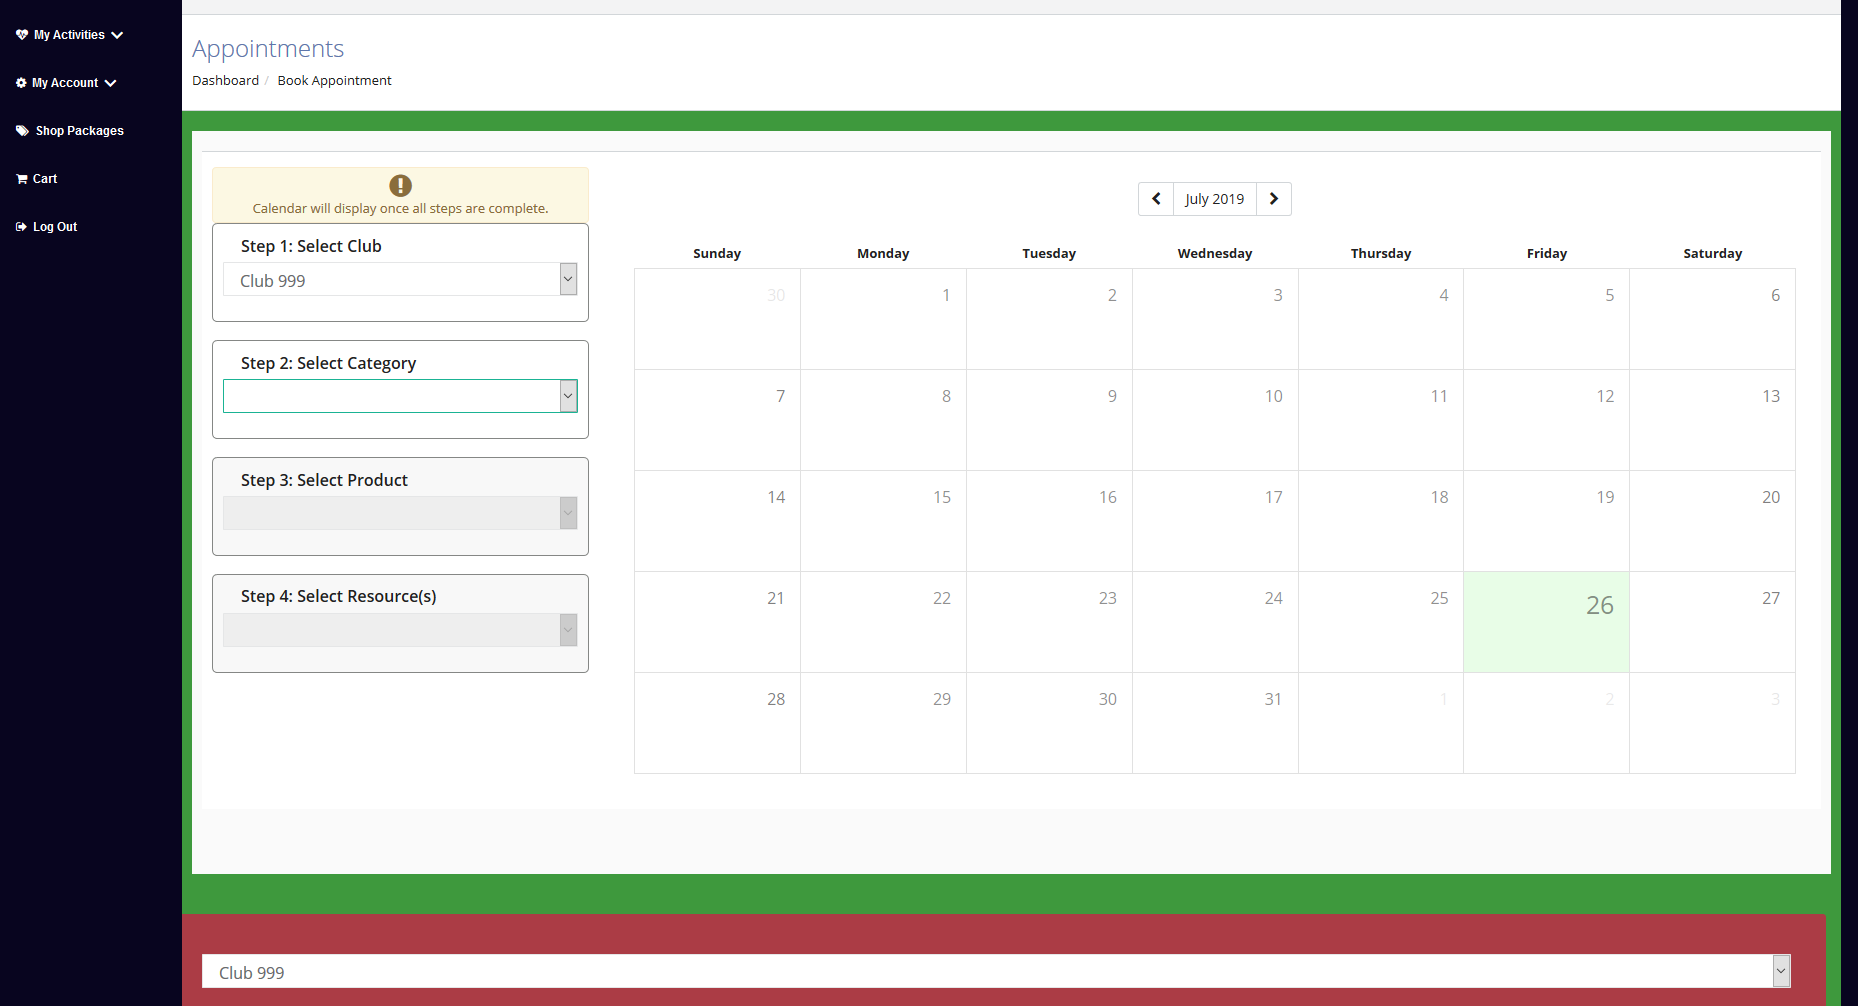 My Activities
My Account
Shop Packages
Cart
Log Out
Appointments
Dashboard / Book Appointment
Calendar will display once all steps are complete.
Step 1: Select Club
Club 999
Step 2: Select Category
Step 3: Select Product
Step 4: Select Resource(s)
July 2019
Sunday Monday Tuesday Wednesday Thursday Friday Saturday
30 1 2 3 4 5 6
7 8 9 10 11 12 13
14 15 16 17 18 19 20
21 22 23 24 25 26 27
28 29 30 31 1 2 3
Club 999